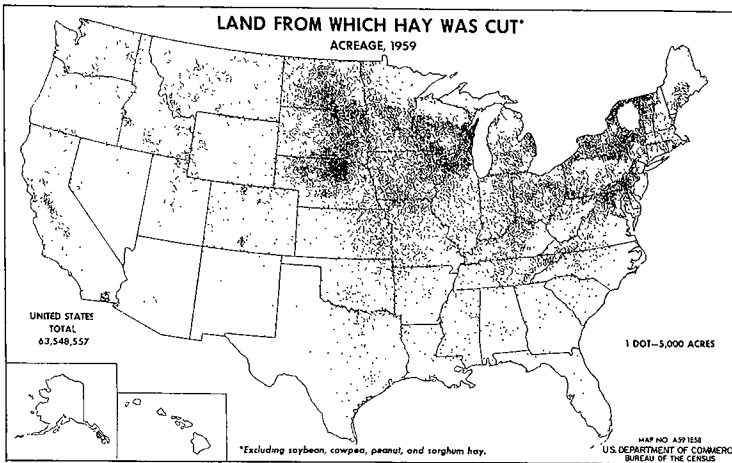 LAND FROM WHICH HAY WAS CUT*
ACREAGE, 1959
UNITED STATES
TOTAL
63,548,557
1 DOT—5,000 ACRES
*Excluding soybean, cowpea, peanut, and sorghum hay.
MAP NO. A59 1E58
U.S. DEPARTMENT OF COMMERC
BUREAU OF THE CENSUS